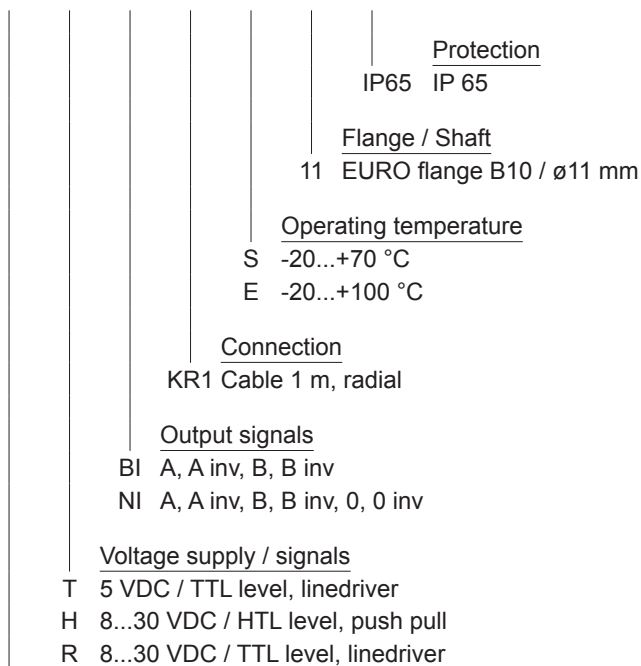 Protection
IP65 IP 65
Flange / Shaft
11 EURO flange B10 / ø11 mm
Operating temperature
S -20...+70 °C
E -20...+100 °C
Connection
KR1 Cable 1 m, radial
Output signals
BI A, A inv, B, B inv
NI A, A inv, B, B inv, 0, 0 inv
Voltage supply / signals
T 5 VDC / TTL level, linedriver
H 8...30 VDC / HTL level, push pull
R 8...30 VDC / TTL level, linedriver